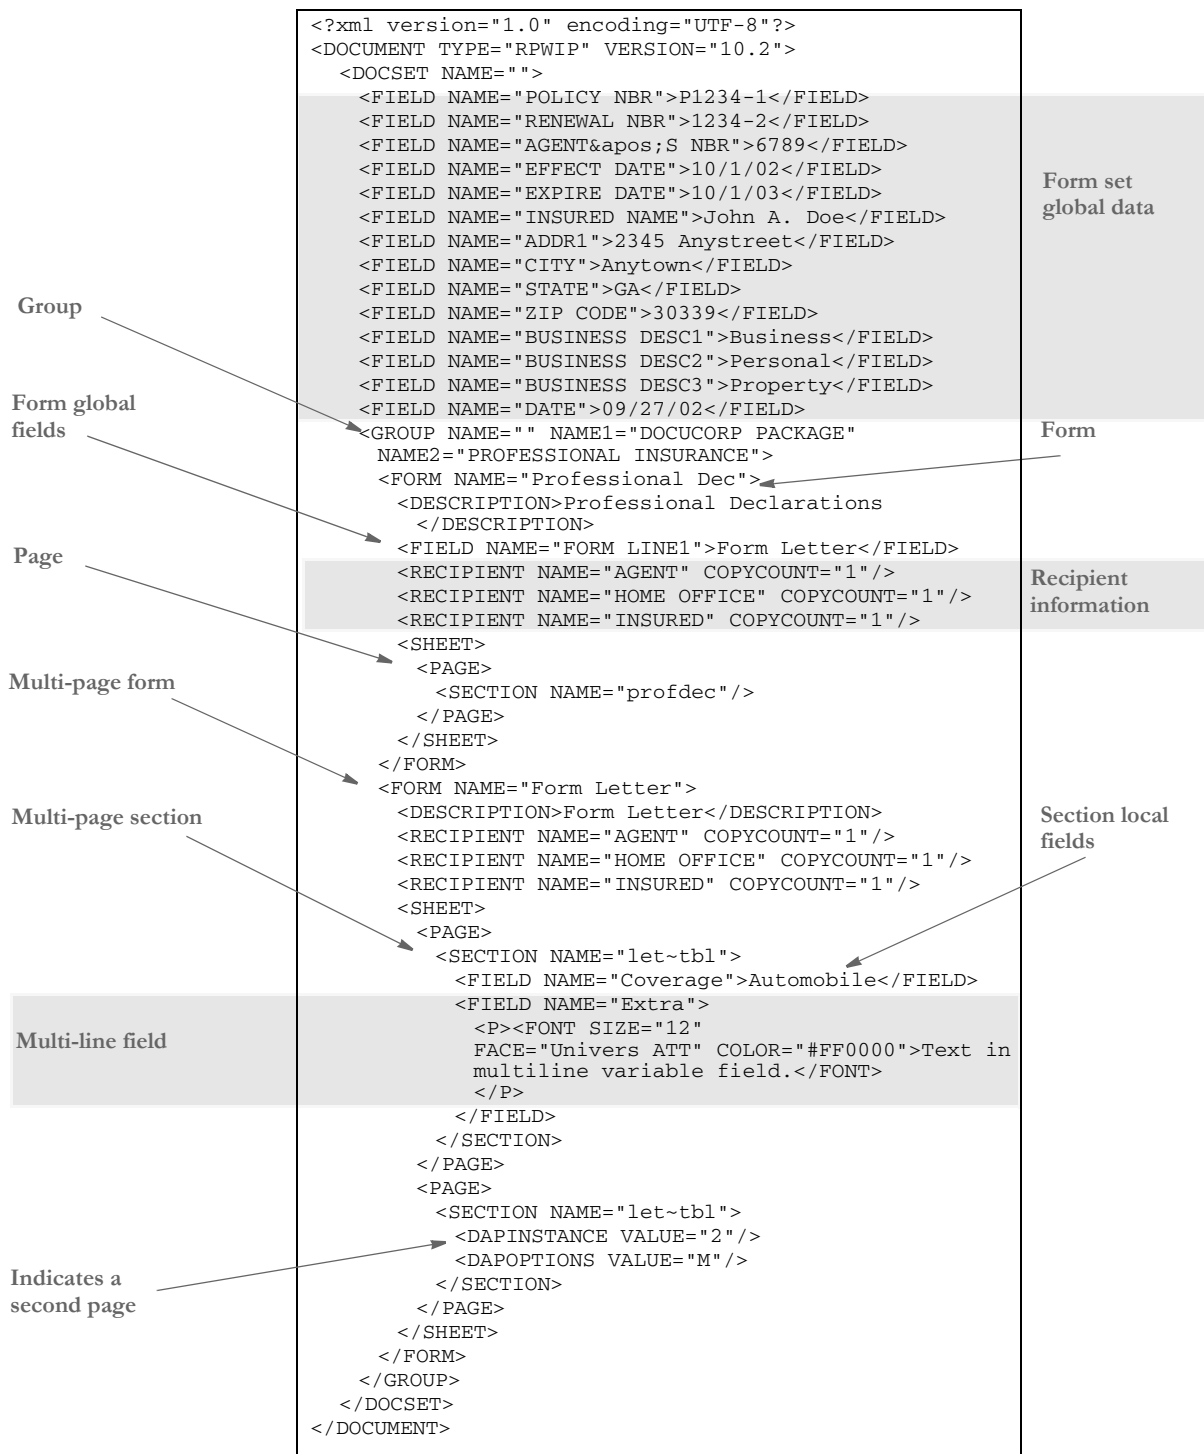 <?xml version="1.0" encoding="UTF-8"?>
<DOCUMENT TYPE="RPWIP" VERSION="10.2">
<DOCSET NAME="">
<FIELD NAME="POLICY NBR">P1234-1</FIELD>
<FIELD NAME="RENEWAL NBR">1234-2</FIELD>
<FIELD NAME="AGENT&apos;S NBR">6789</FIELD>
<FIELD NAME="EFFECT DATE">10/1/02</FIELD>
<FIELD NAME="EXPIRE DATE">10/1/03</FIELD>
<FIELD NAME="INSURED NAME">John A. Doe</FIELD>
<FIELD NAME="ADDR1">2345 Anystreet</FIELD>
<FIELD NAME="CITY">Anytown</FIELD>
<FIELD NAME="STATE">GA</FIELD>
<FIELD NAME="ZIP CODE">30339</FIELD>
<FIELD NAME="BUSINESS DESC1">Business</FIELD>
<FIELD NAME="BUSINESS DESC2">Personal</FIELD>
<FIELD NAME="BUSINESS DESC3">Property</FIELD>
<FIELD NAME="DATE">09/27/02</FIELD>
<GROUP NAME="" NAME1="DOCUCORP PACKAGE"
NAME2="PROFESSIONAL INSURANCE">
<FORM NAME="Professional Dec">
<DESCRIPTION>Professional Declarations
</DESCRIPTION>
<FIELD NAME="FORM LINE1">Form Letter</FIELD>
<RECIPIENT NAME="AGENT" COPYCOUNT="1"/>
<RECIPIENT NAME="HOME OFFICE" COPYCOUNT="1"/>
<RECIPIENT NAME="INSURED" COPYCOUNT="1"/>
<SHEET>
<PAGE>
<SECTION NAME="profdec"/>
</PAGE>
</SHEET>
</FORM>
<FORM NAME="Form Letter">
<DESCRIPTION>Form Letter</DESCRIPTION>
<RECIPIENT NAME="AGENT" COPYCOUNT="1"/>
<RECIPIENT NAME="HOME OFFICE" COPYCOUNT="1"/>
<RECIPIENT NAME="INSURED" COPYCOUNT="1"/>
<SHEET>
<PAGE>
<SECTION NAME="let~tbl">
<FIELD NAME="Coverage">Automobile</FIELD>
<FIELD NAME="Extra">
<P><FONT SIZE="12"
FACE="Univers ATT" COLOR="#FF0000">Text in
multiline variable field.</FONT>
</P>
</FIELD>
</SECTION>
</PAGE>
<PAGE>
<SECTION NAME="let~tbl">
<DAPINSTANCE VALUE="2"/>
<DAPOPTIONS VALUE="M"/>
</SECTION>
</PAGE>
</SHEET>
</FORM>
</GROUP>
</DOCSET>
</DOCUMENT>
Group
Form global
fields
Page
Multi-page form
Multi-page section
Multi-line field
Indicates a
second page
Form set
global data
Form
Recipient
information
Section local
fields